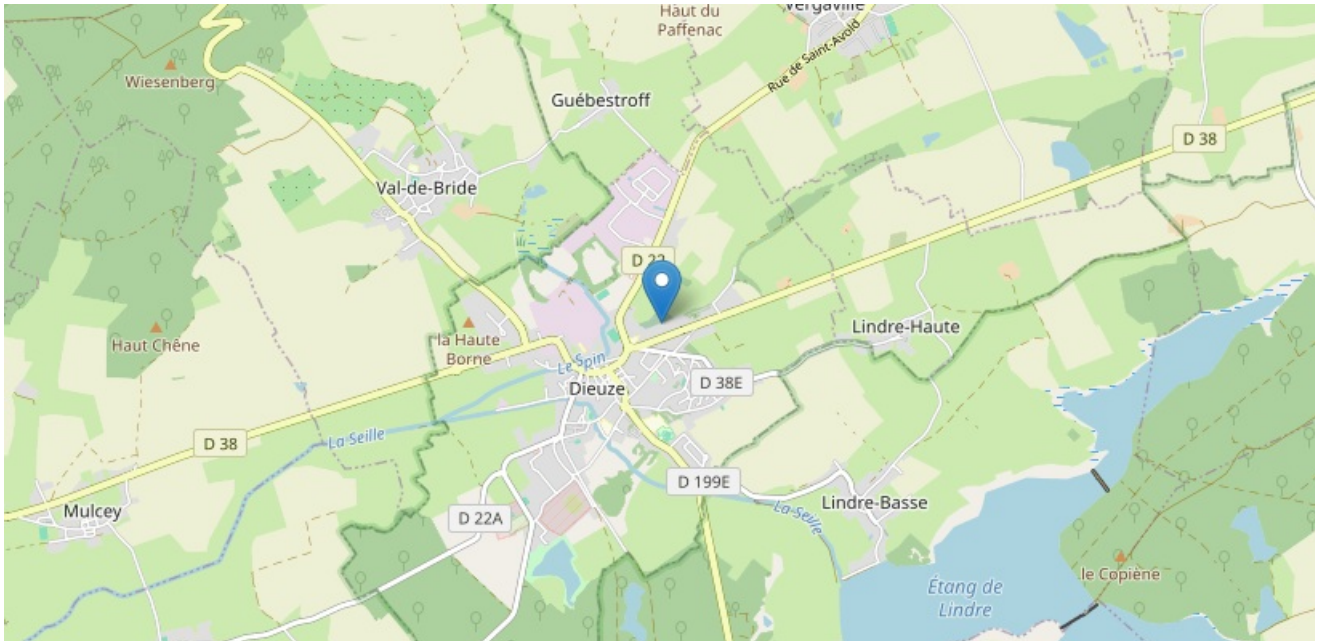 Haut du
Paffenac
Vergaville
Rue de Saint-Avold
Wiesenberg
Guébestroff
D 38
Val-de-Bride
D 22
Haut Chêne
la Haute
Borne
Lindre-Haute
Le Spin
Dieuze
D 38E
D 38
La Seille
D 199E
Mulcey
D 22A
Lindre-Basse
La Seille
le Copiène
Étang de
Lindre